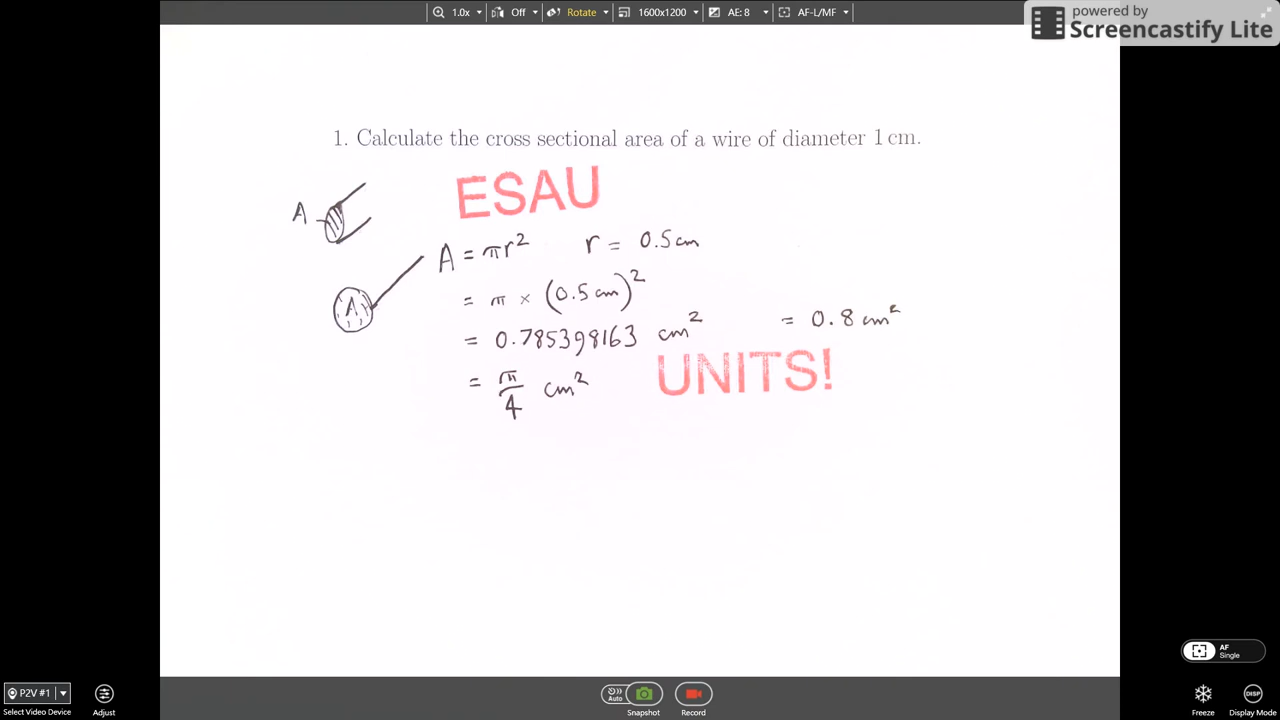 1.0x Off Rotate 1600x1200 AE: 8 AF-L/MF
powered by
Screencastify Lite
1. Calculate the cross sectional area of a wire of diameter 1 cm.
ESAU
A
A = πr² r = 0.5 cm
= π × (0.5 cm)²
A
= 0.785398163 cm² = 0.8 cm²
= π/4 cm²
UNITS!
AF
Single
P2V #1
Select Video Device
Adjust
Auto
Snapshot
Record
Freeze
DISP
Display Mode